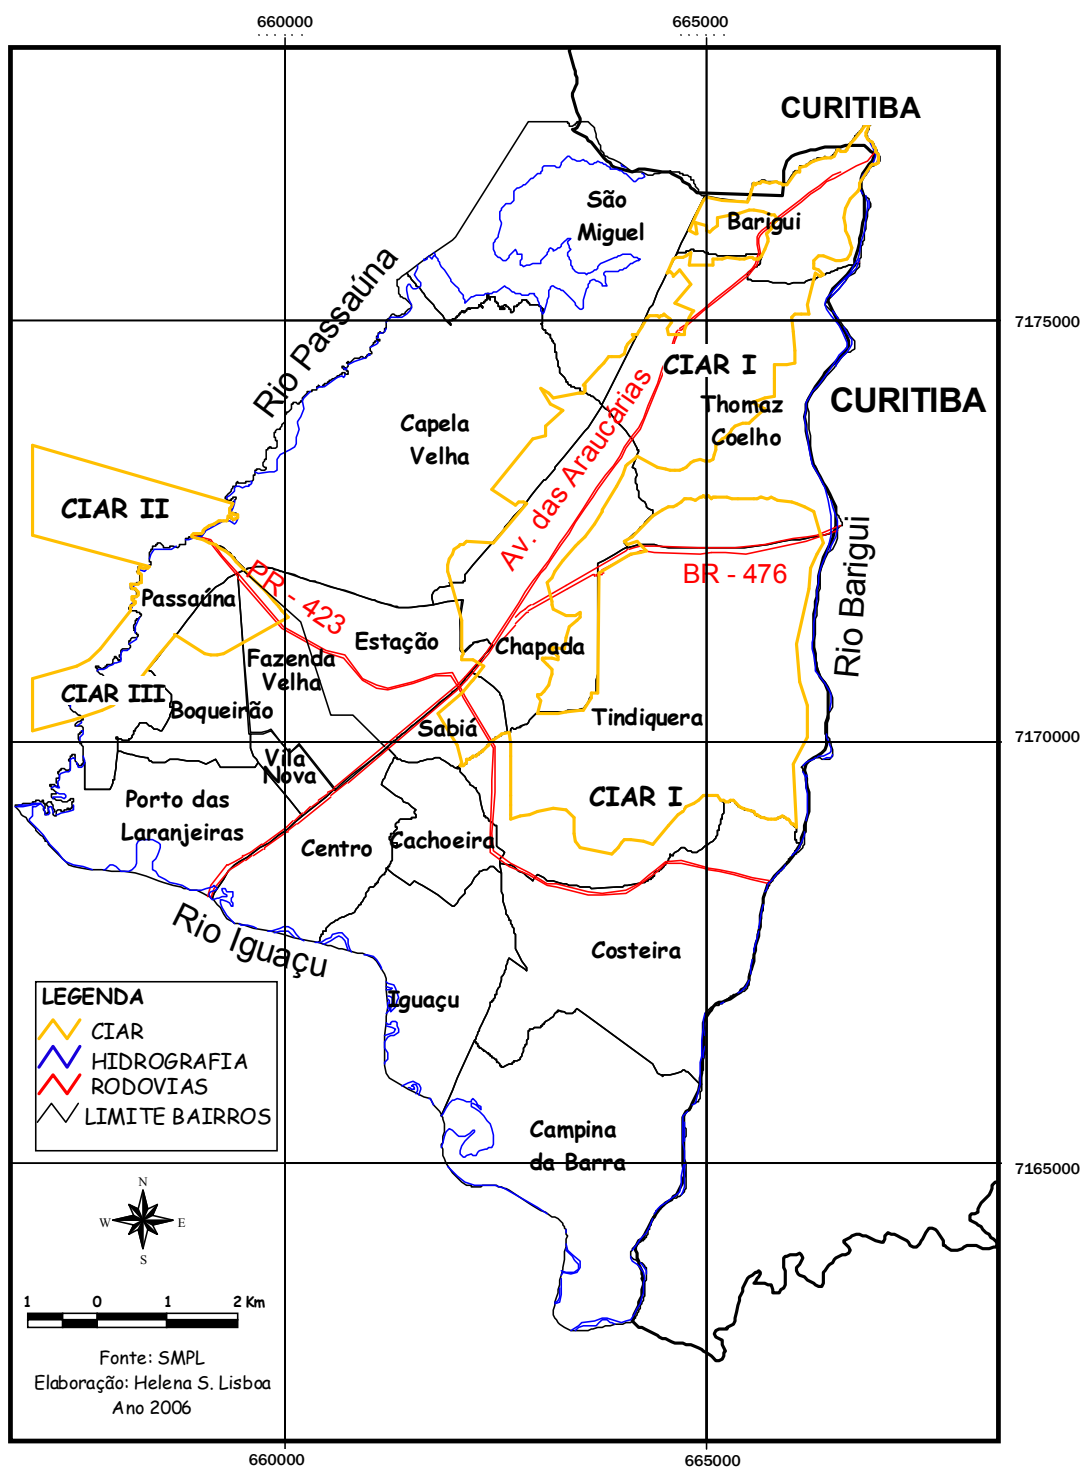 660000
665000
CURITIBA
São
Miguel
Barigui
Rio Passaúna
7175000
CIAR I
Av. das Araucárias
Thomaz
Coelho
CURITIBA
Capela
Velha
CIAR II
BR - 476
Rio Barigui
PR - 423
Passaúna
Estação
Chapada
Fazenda
Velha
CIAR III
Boqueirão
Sabiá
Tindiquera
7170000
Vila
Nova
Porto das
Laranjeiras
CIAR I
Centro
Cachoeira
Rio Iguaçu
Costeira
Iguaçu
LEGENDA
CIAR
HIDROGRAFIA
RODOVIAS
LIMITE BAIRROS
Campina
da Barra
7165000
N
W
E
S
1 0 1 2 Km
Fonte: SMPL
Elaboração: Helena S. Lisboa
Ano 2006
660000
665000